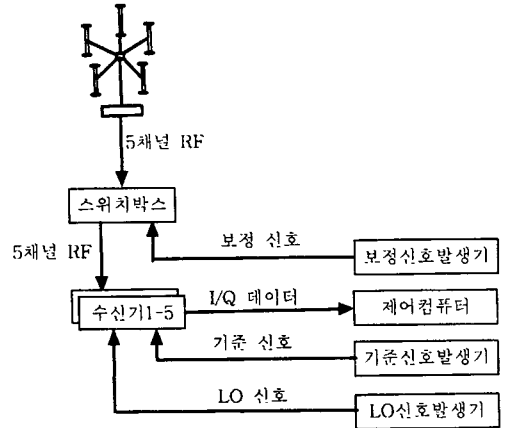 5채널 RF
스위치박스
5채널 RF
보정 신호
보정신호발생기
수신기1-5
I/Q 데이터
제어컴퓨터
기준 신호
기준신호발생기
LO 신호
LO신호발생기